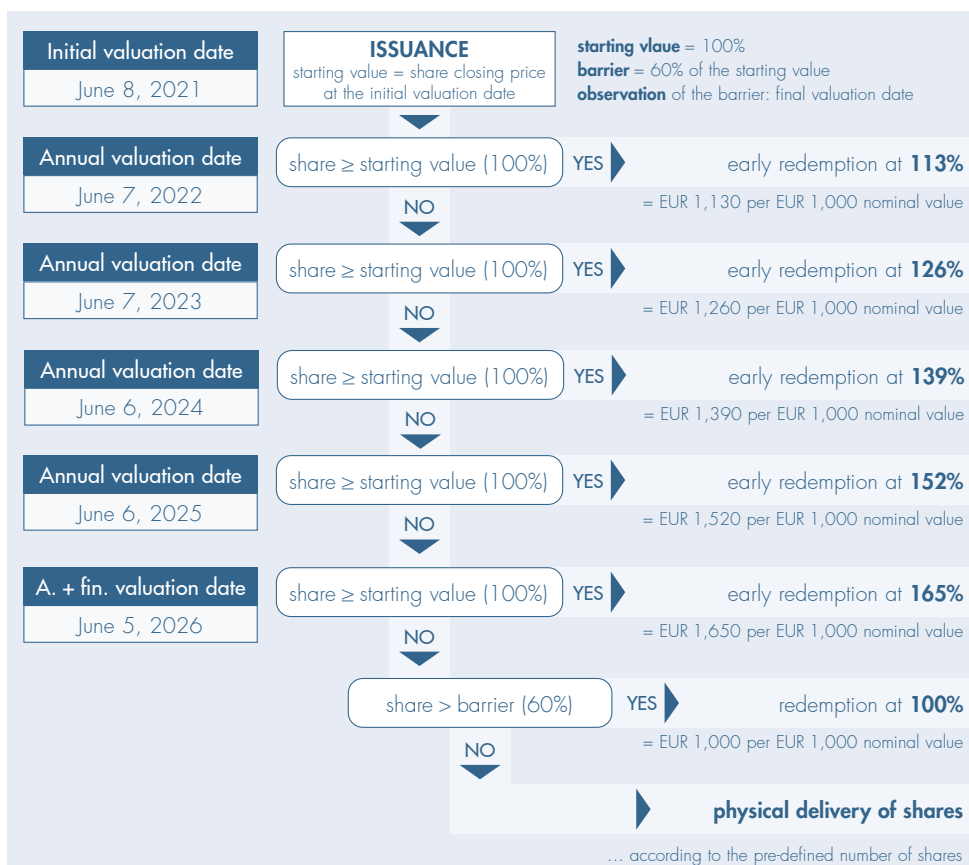 Initial valuation date
June 8, 2021
ISSUANCE
starting value = share closing price
at the initial valuation date
starting vlaue = 100%
barrier = 60% of the starting value
observation of the barrier: final valuation date
Annual valuation date
June 7, 2022
share ≥ starting value (100%)
YES
early redemption at 113%
= EUR 1,130 per EUR 1,000 nominal value
NO
Annual valuation date
June 7, 2023
share ≥ starting value (100%)
YES
early redemption at 126%
= EUR 1,260 per EUR 1,000 nominal value
NO
Annual valuation date
June 6, 2024
share ≥ starting value (100%)
YES
early redemption at 139%
= EUR 1,390 per EUR 1,000 nominal value
NO
Annual valuation date
June 6, 2025
share ≥ starting value (100%)
YES
early redemption at 152%
= EUR 1,520 per EUR 1,000 nominal value
NO
A. + fin. valuation date
June 5, 2026
share ≥ starting value (100%)
YES
early redemption at 165%
= EUR 1,650 per EUR 1,000 nominal value
NO
share > barrier (60%)
YES
redemption at 100%
= EUR 1,000 per EUR 1,000 nominal value
NO
physical delivery of shares
... according to the pre-defined number of shares